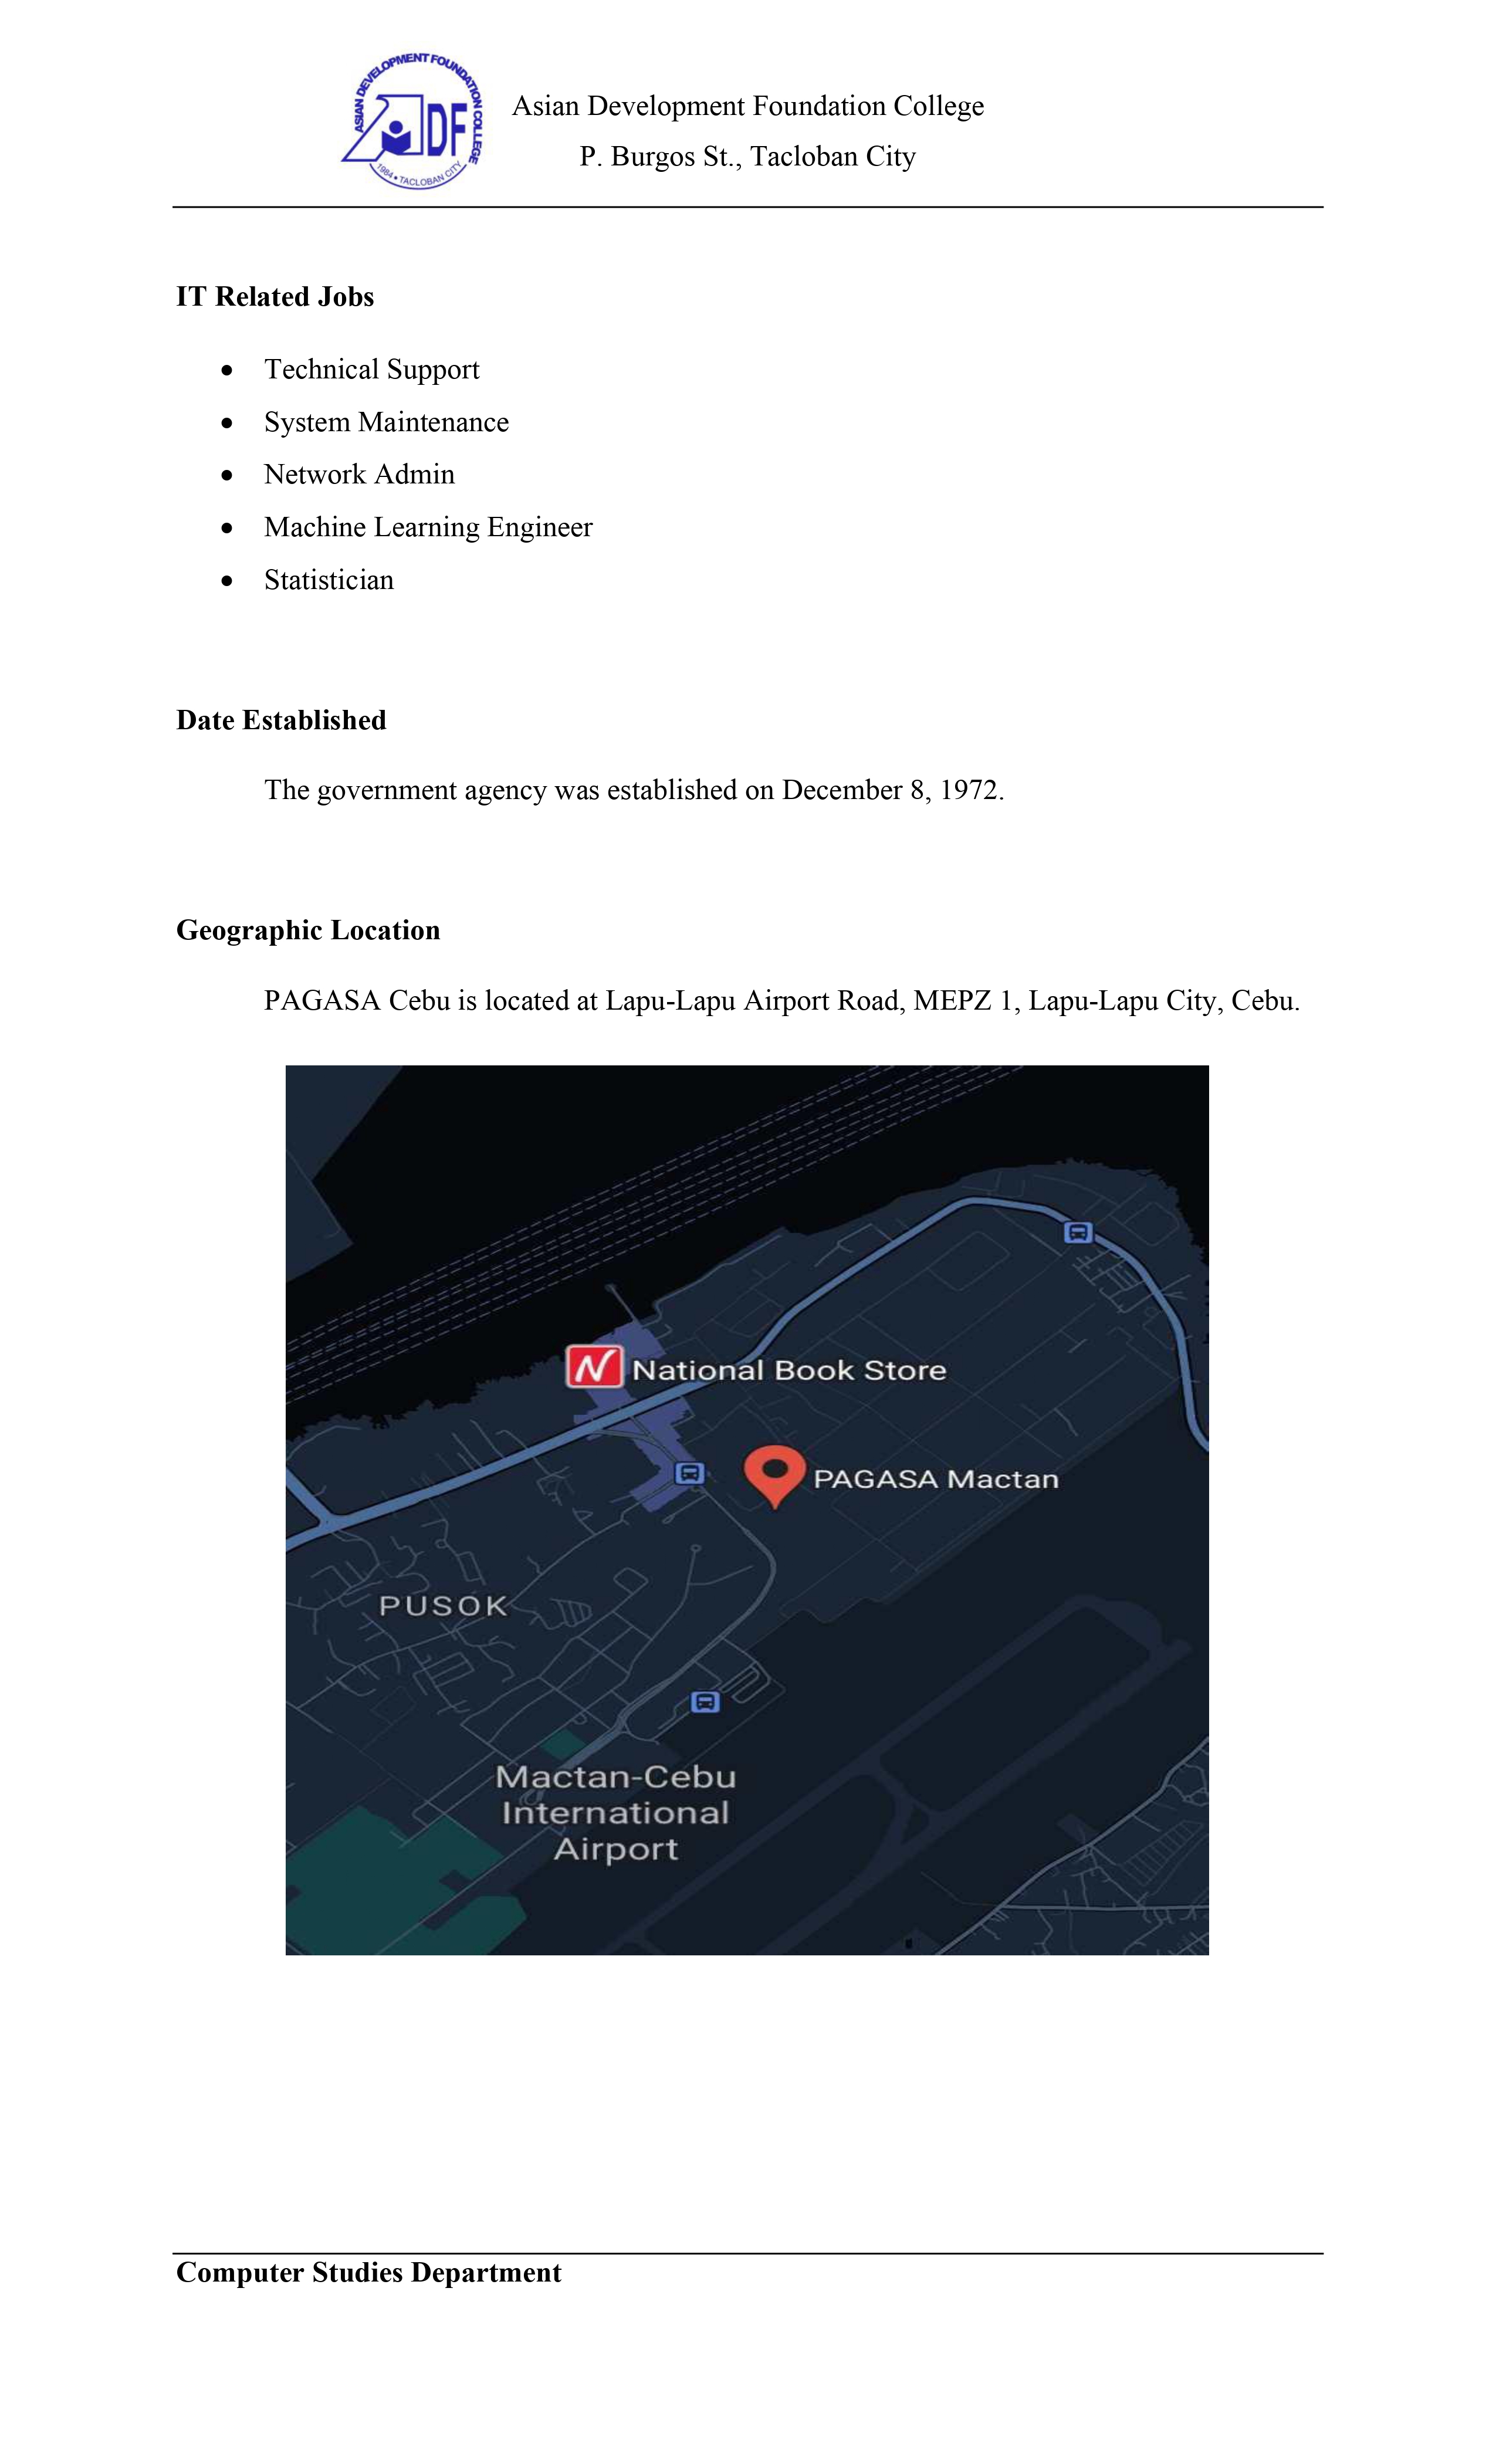 ASIAN DEVELOPMENT FOUNDATION COLLEGE
ADF
1984 • TACLOBAN CITY
Asian Development Foundation College
P. Burgos St., Tacloban City
IT Related Jobs
• Technical Support
• System Maintenance
• Network Admin
• Machine Learning Engineer
• Statistician
Date Established
The government agency was established on December 8, 1972.
Geographic Location
PAGASA Cebu is located at Lapu-Lapu Airport Road, MEPZ 1, Lapu-Lapu City, Cebu.
N National Book Store
PAGASA Mactan
PUSOK
Mactan-Cebu
International
Airport
Computer Studies Department